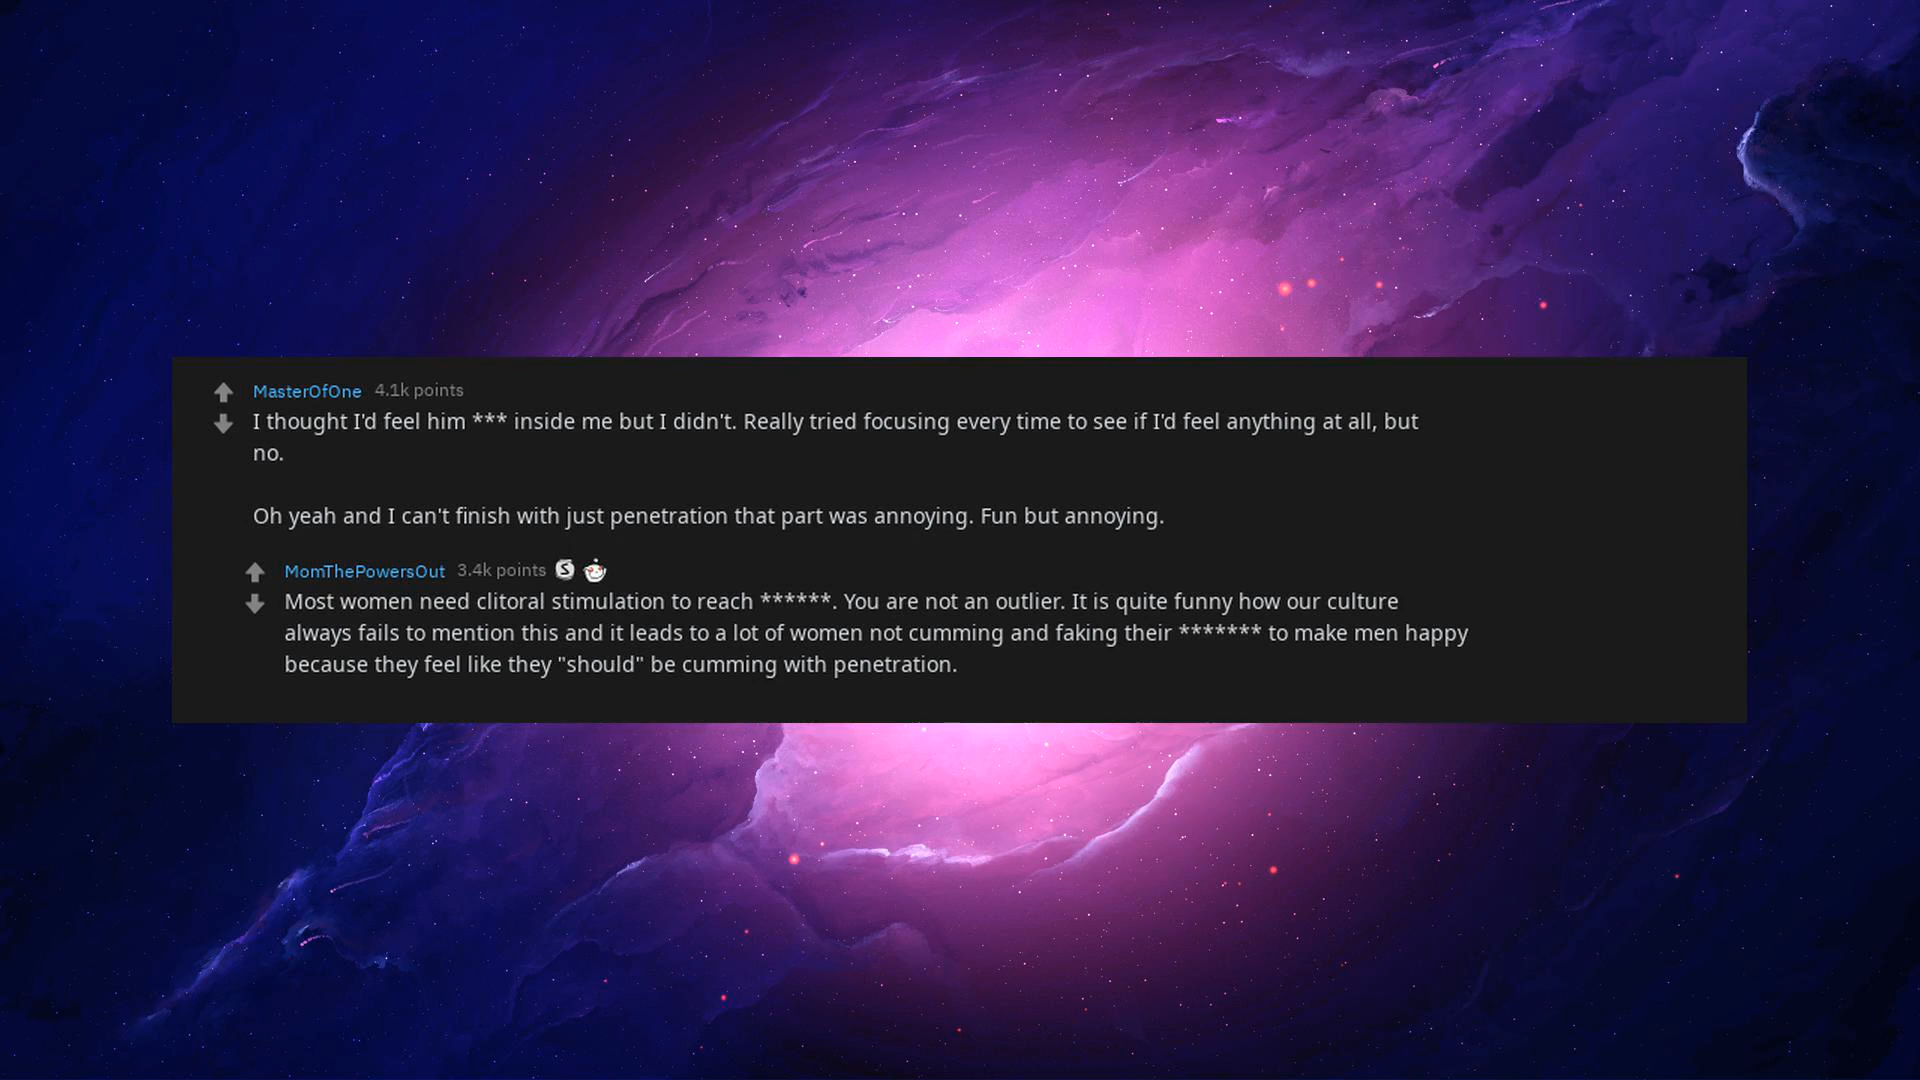 MasterOfOne 4.1k points
I thought I'd feel him *** inside me but I didn't. Really tried focusing every time to see if I'd feel anything at all, but
no.
Oh yeah and I can't finish with just penetration that part was annoying. Fun but annoying.
MomThePowersOut 3.4k points
Most women need clitoral stimulation to reach ******. You are not an outlier. It is quite funny how our culture
always fails to mention this and it leads to a lot of women not cumming and faking their ******* to make men happy
because they feel like they "should" be cumming with penetration.